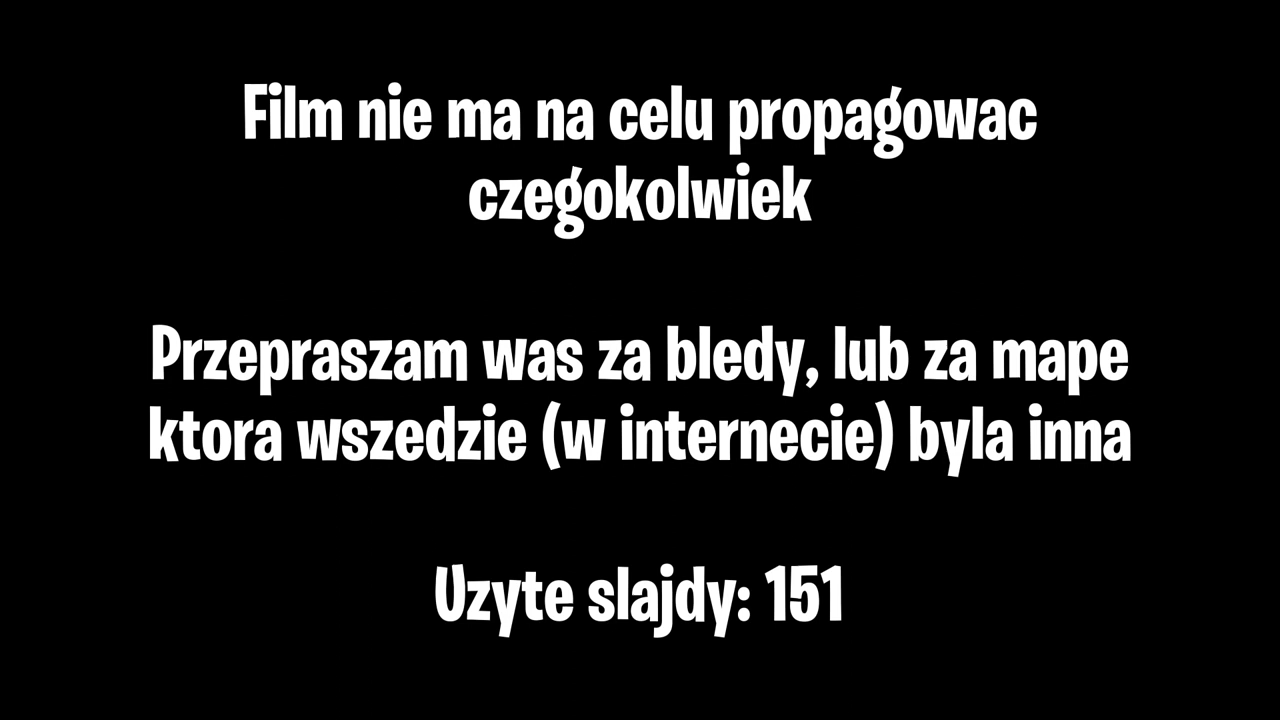 Film nie ma na celu propagowac
czegokolwiek
Przepraszam was za bledy, lub za mape
ktora wszedzie (w internecie) byla inna
Uzyte slajdy: 151